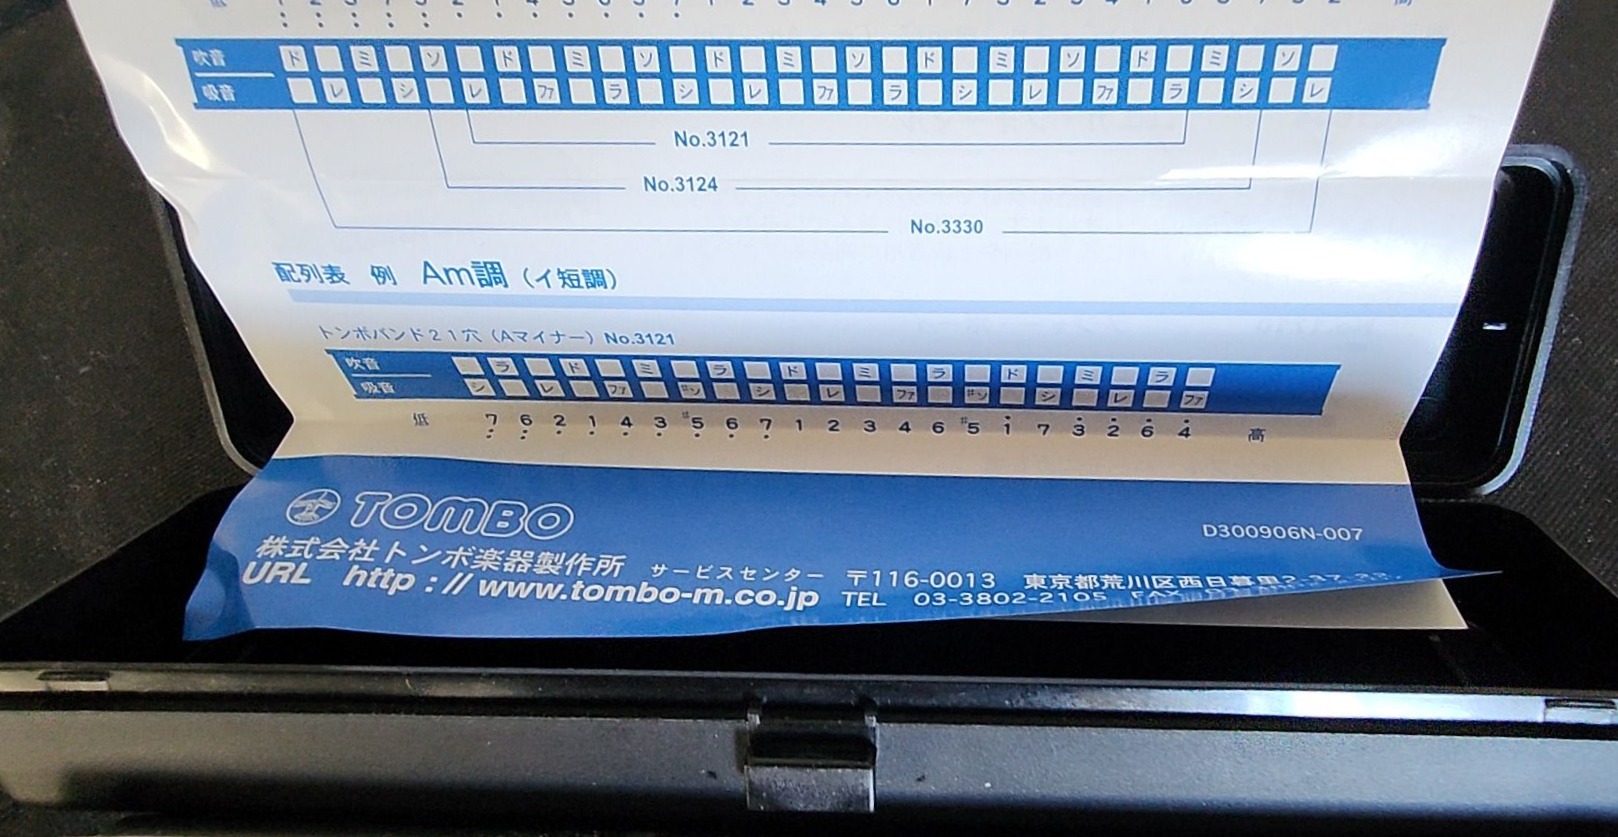 吹音 ド ミ ソ ド ミ ソ ド ミ ソ ド ミ ソ ド ミ ソ
吸音 レ シ レ ファ ラ シ レ ファ ラ シ レ ファ ラ シ レ
No.3121
No.3124
No.3330
配列表 例 Am調（イ短調）
トンボバンド21穴（Aマイナー）No.3121
吹音 ラ ド ミ ラ ド ミ ラ ド ミ ラ
吸音 シ レ ファ #ソ シ レ ファ #ソ シ レ ファ
低 7 6 2 1 4 3 #5 6 7 1 2 3 4 6 #5 1 7 3 2 6 4 高
TOMBO
D300906N-007
株式会社トンボ楽器製作所 サービスセンター 〒116-0013 東京都荒川区西日暮里
URL http://www.tombo-m.co.jp TEL 03-3802-2105 FAX